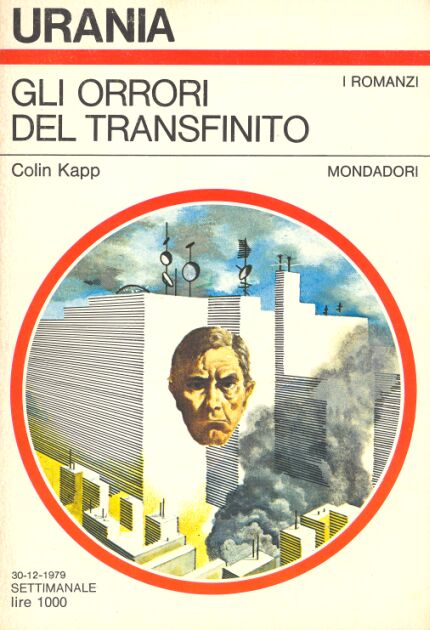 URANIA
GLI ORRORI
DEL TRANSFINITO
I ROMANZI
Colin Kapp
MONDADORI
30-12-1979
SETTIMANALE
lire 1000